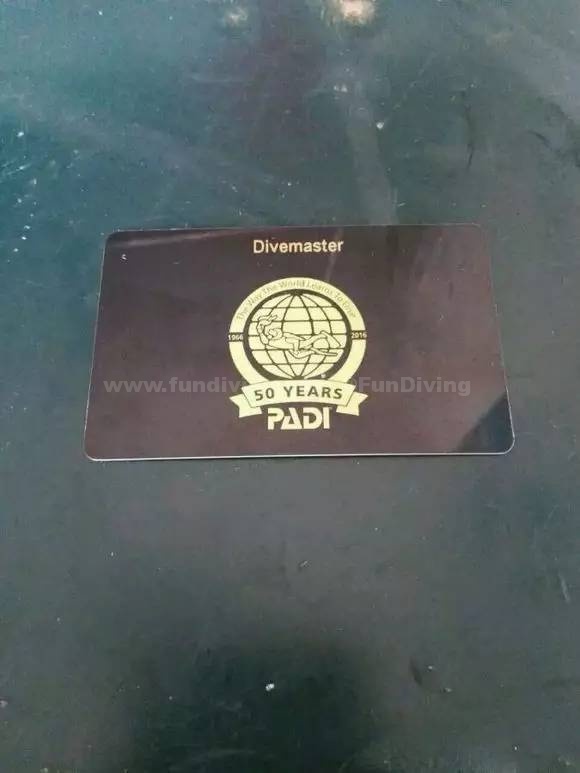 Divemaster
The Way The World Learns To Dive
1966
2016
50 YEARS
PADI
www.fundiv
FunDiving